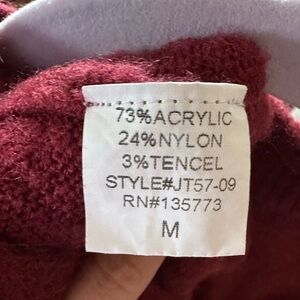 73%ACRYLIC
24%NYLON
3%TENCEL
STYLE#JT57-09
RN#135773
M